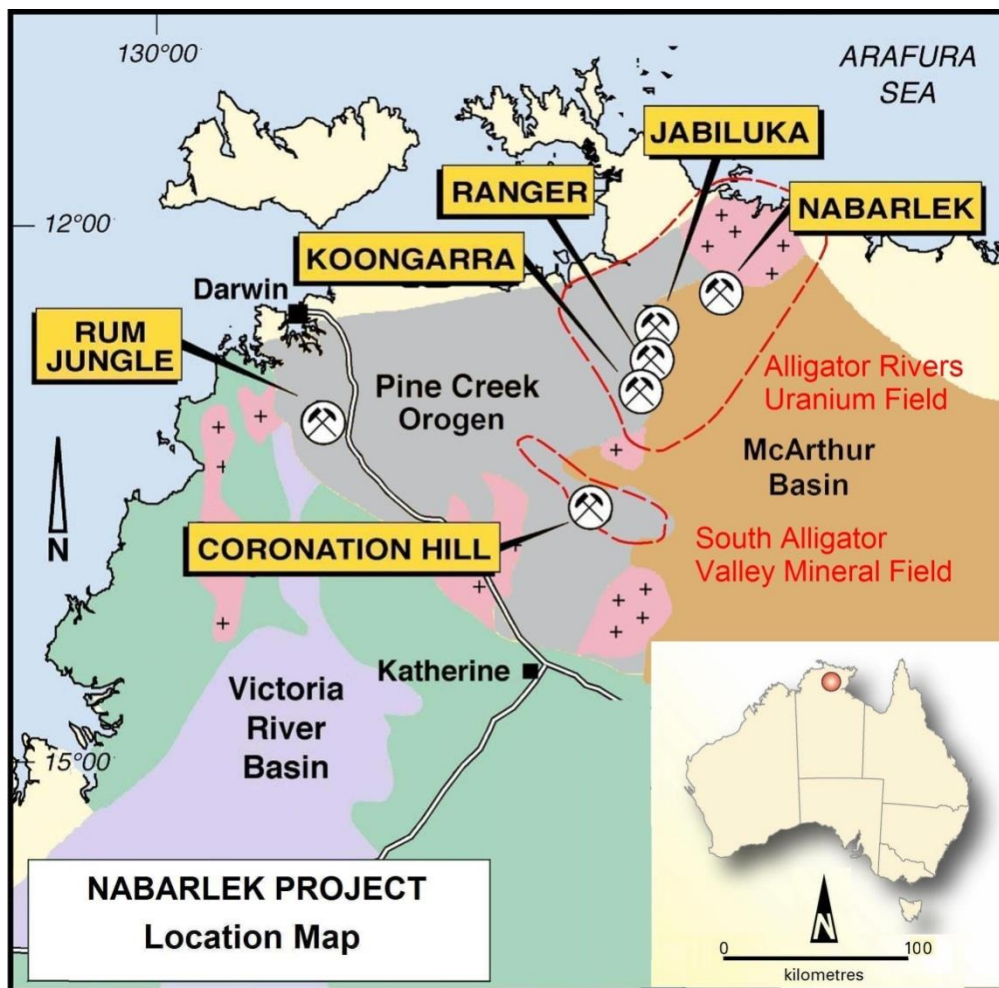 130°00'
ARAFURA
SEA
JABILUKA
RANGER
NABARLEK
12°00'
KOONGARRA
Darwin
RUM
JUNGLE
Pine Creek
Orogen
Alligator Rivers
Uranium Field
McArthur
Basin
N
CORONATION HILL
South Alligator
Valley Mineral Field
Katherine
Victoria
River
Basin
15°00'
NABARLEK PROJECT
Location Map
N
0 100
kilometres